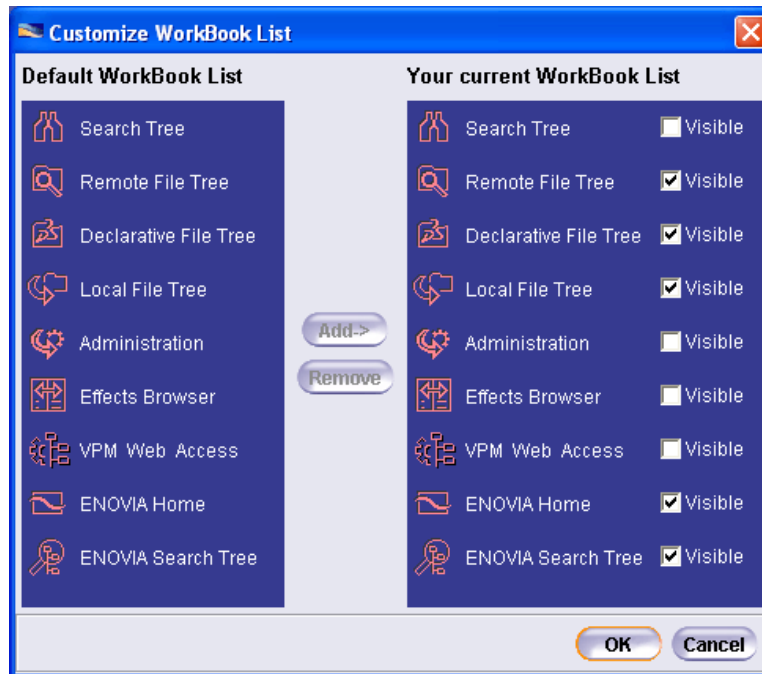 Customize WorkBook List
Default WorkBook List
Your current WorkBook List
Search Tree
Remote File Tree
Declarative File Tree
Local File Tree
Administration
Effects Browser
VPM Web Access
ENOVIA Home
ENOVIA Search Tree
Add->
Remove
Search Tree Visible
Remote File Tree Visible
Declarative File Tree Visible
Local File Tree Visible
Administration Visible
Effects Browser Visible
VPM Web Access Visible
ENOVIA Home Visible
ENOVIA Search Tree Visible
OK
Cancel